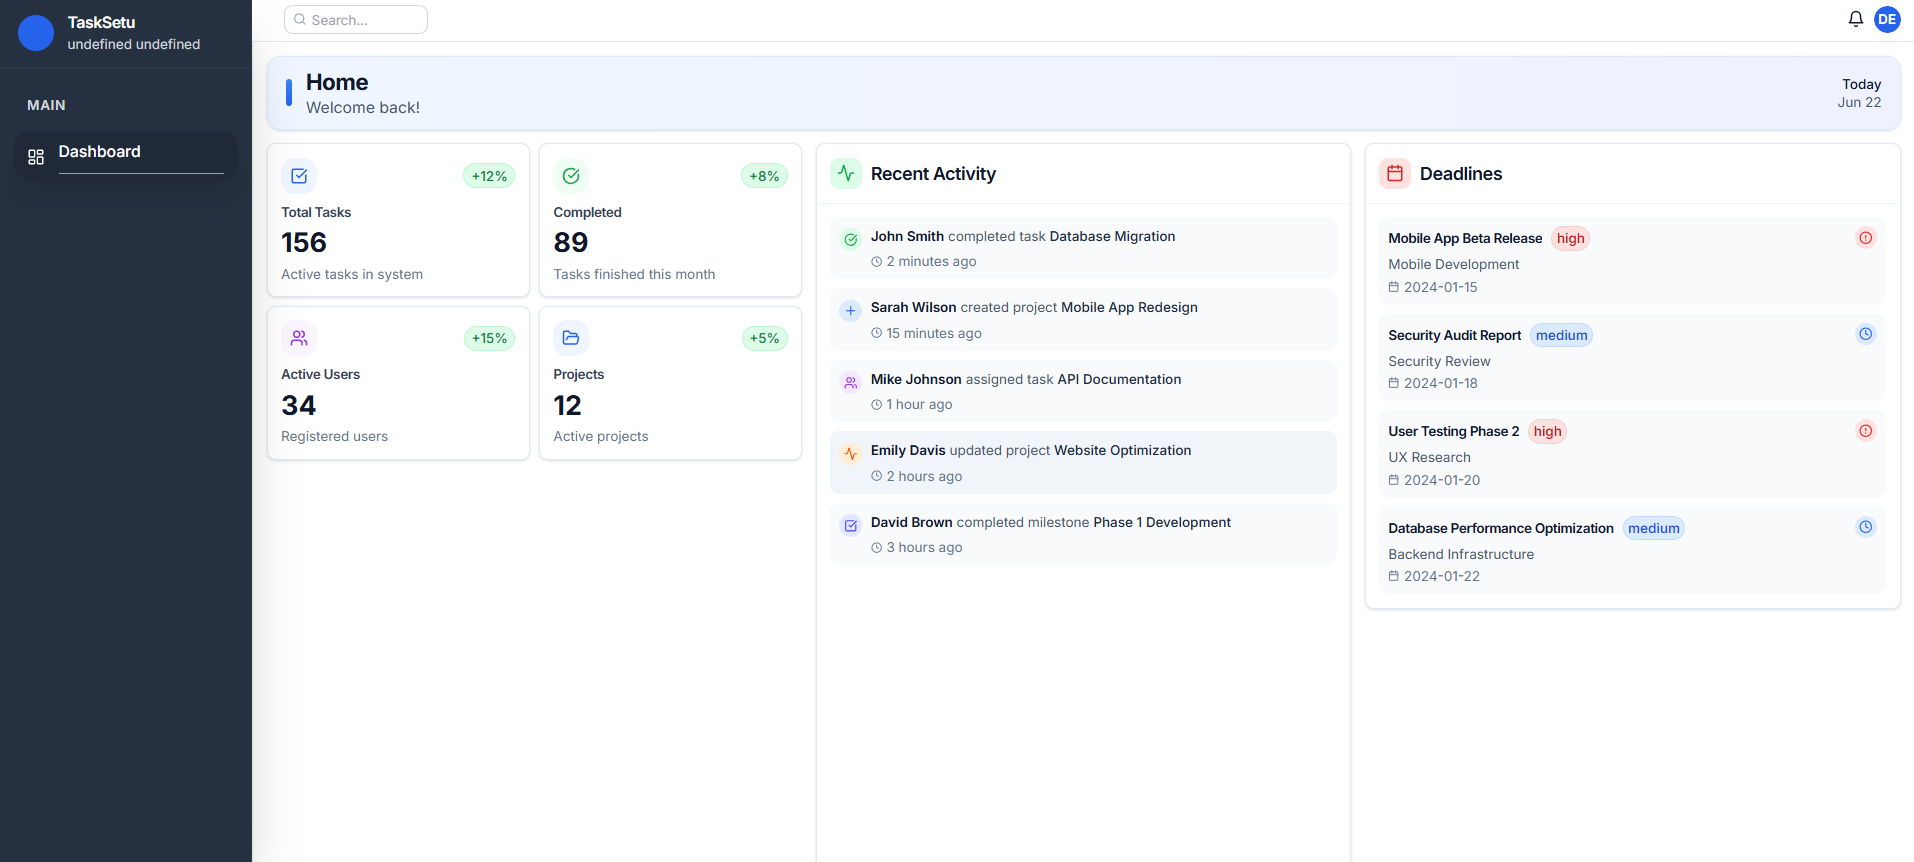 TaskSetu
undefined undefined
MAIN
Dashboard
Search...
DE
Home
Welcome back!
Today
Jun 22
+12%
Total Tasks
156
Active tasks in system
+8%
Completed
89
Tasks finished this month
+15%
Active Users
34
Registered users
+5%
Projects
12
Active projects
Recent Activity
John Smith completed task Database Migration
2 minutes ago
Sarah Wilson created project Mobile App Redesign
15 minutes ago
Mike Johnson assigned task API Documentation
1 hour ago
Emily Davis updated project Website Optimization
2 hours ago
David Brown completed milestone Phase 1 Development
3 hours ago
Deadlines
Mobile App Beta Release high
Mobile Development
2024-01-15
Security Audit Report medium
Security Review
2024-01-18
User Testing Phase 2 high
UX Research
2024-01-20
Database Performance Optimization medium
Backend Infrastructure
2024-01-22